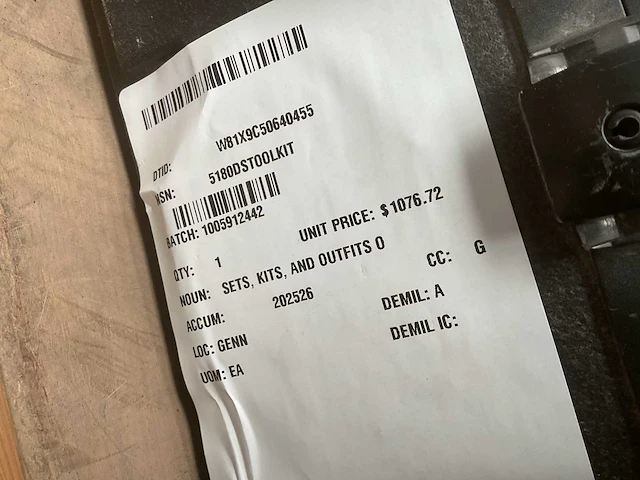 DTID: W81X9C50640455
NSN: 5180DSTOOLKIT
BATCH: 1005912442
QTY: 1 UNIT PRICE: $1076.72
NOUN: SETS, KITS, AND OUTFITS O
ACCUM: 202526 CC: G
LOC: GENN DEMIL: A
UOM: EA DEMIL IC: